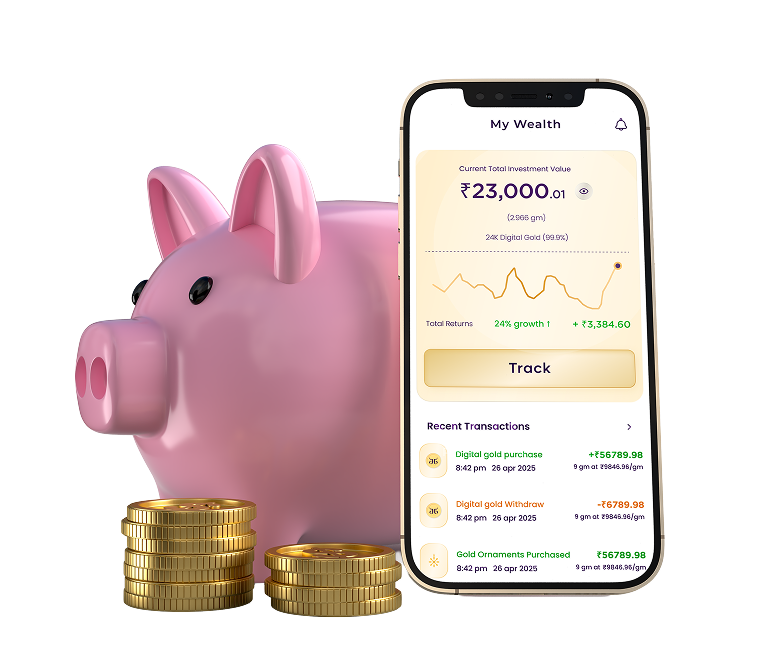 My Wealth
Current Total Investment Value
₹23,000.01
(2.966 gm)
24K Digital Gold (99.9%)
Total Returns 24% growth ↑ + ₹3,384.60
Track
Recent Transactions >
Digital gold purchase +₹56789.98
8:42 pm 26 apr 2025 9 gm at ₹9846.96/gm
Digital gold Withdraw -₹6789.98
8:42 pm 26 apr 2025 9 gm at ₹9846.96/gm
Gold Ornaments Purchased ₹56789.98
8:42 pm 26 apr 2025 9 gm at ₹9846.96/gm